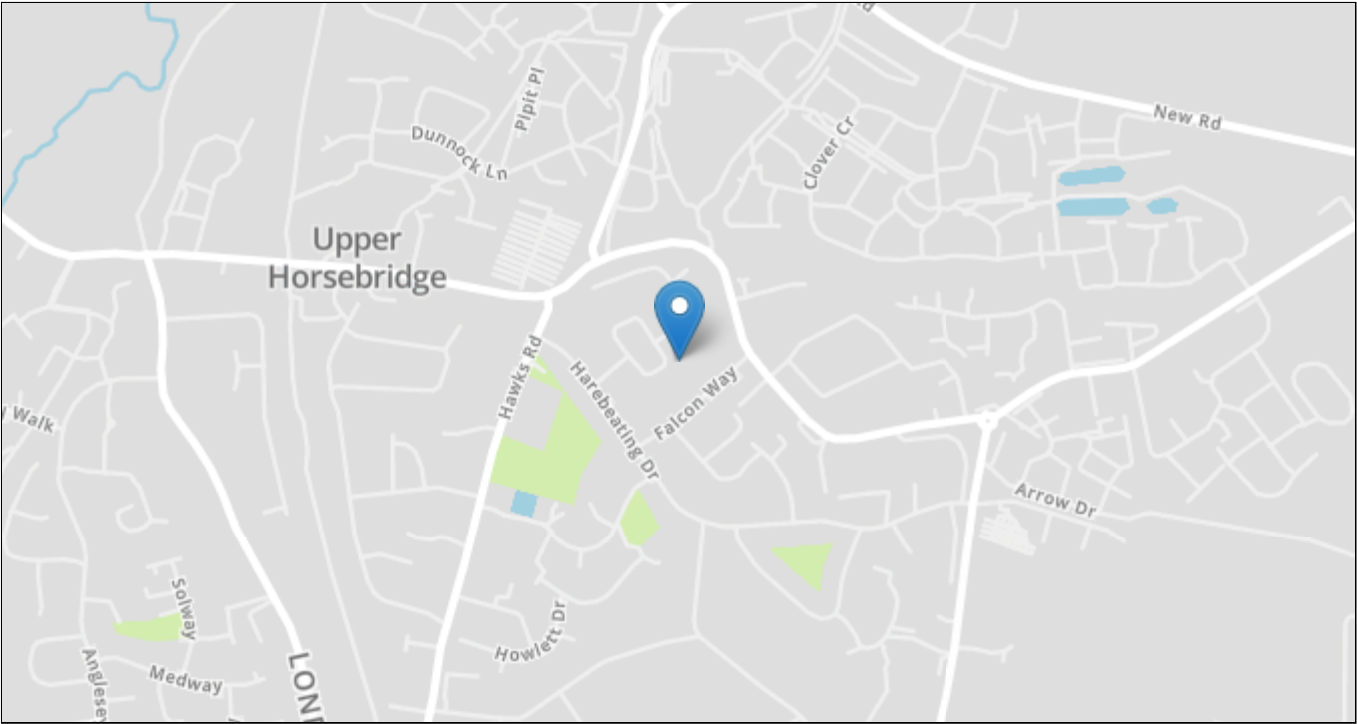 New Rd
Pipit Pl
Clover Cr
Dunnock Ln
Upper
Horsebridge
Hawks Rd
Harebeating Dr
Falcon Way
Walk
Arrow Dr
Solway
Howlett Dr
Medway